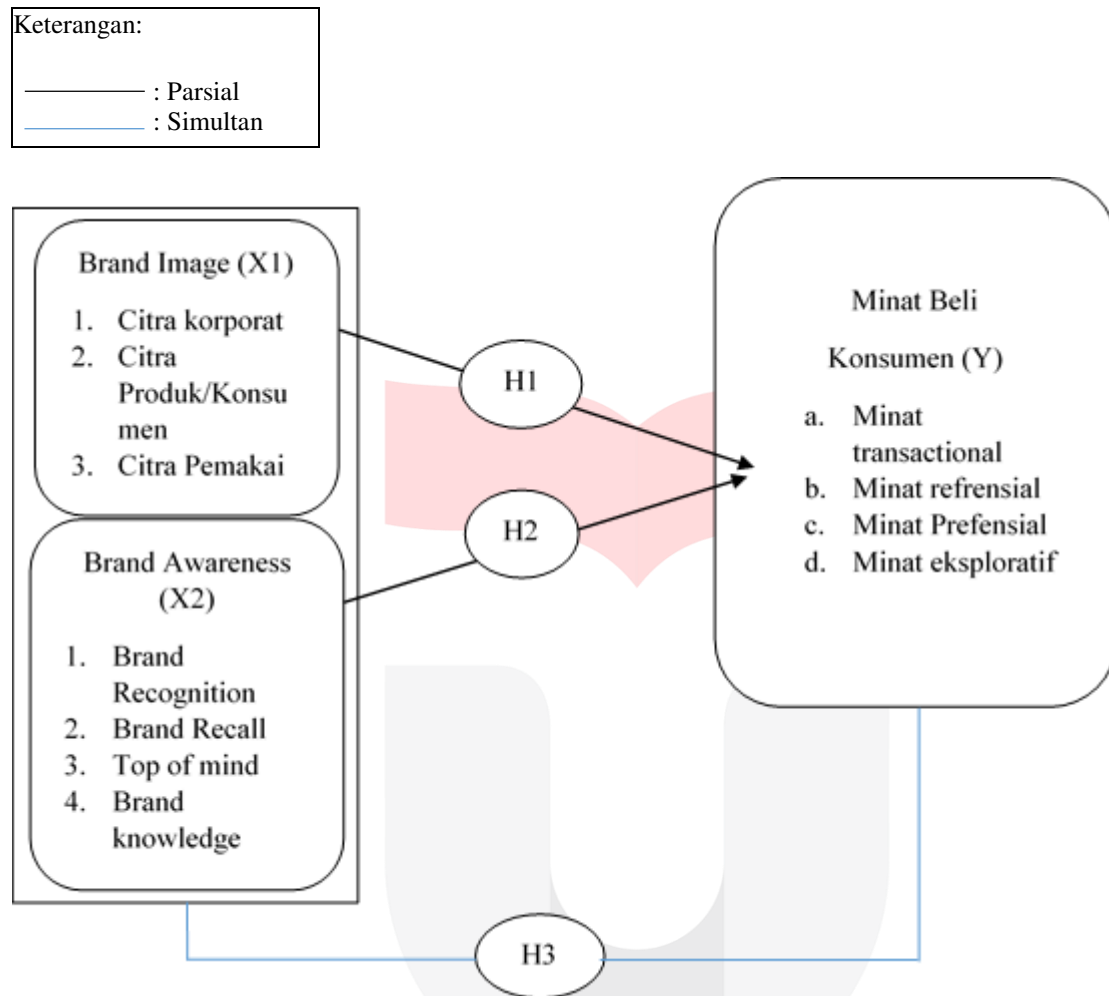 Keterangan:
: Parsial
: Simultan
Brand Image (X1)
1. Citra korporat
2. Citra
Produk/Konsu
men
3. Citra Pemakai
Brand Awareness
(X2)
1. Brand
Recognition
2. Brand Recall
3. Top of mind
4. Brand
knowledge
H1
H2
H3
Minat Beli
Konsumen (Y)
a. Minat
transactional
b. Minat refrensial
c. Minat Prefensial
d. Minat eksploratif